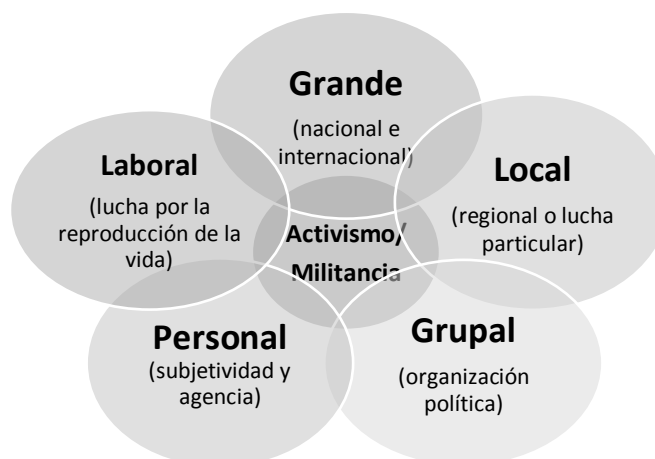 Grande
(nacional e
internacional)
Laboral
(lucha por la
reproducción de la
vida)
Local
(regional o lucha
particular)
Activismo/
Militancia
Personal
(subjetividad y
agencia)
Grupal
(organización
política)